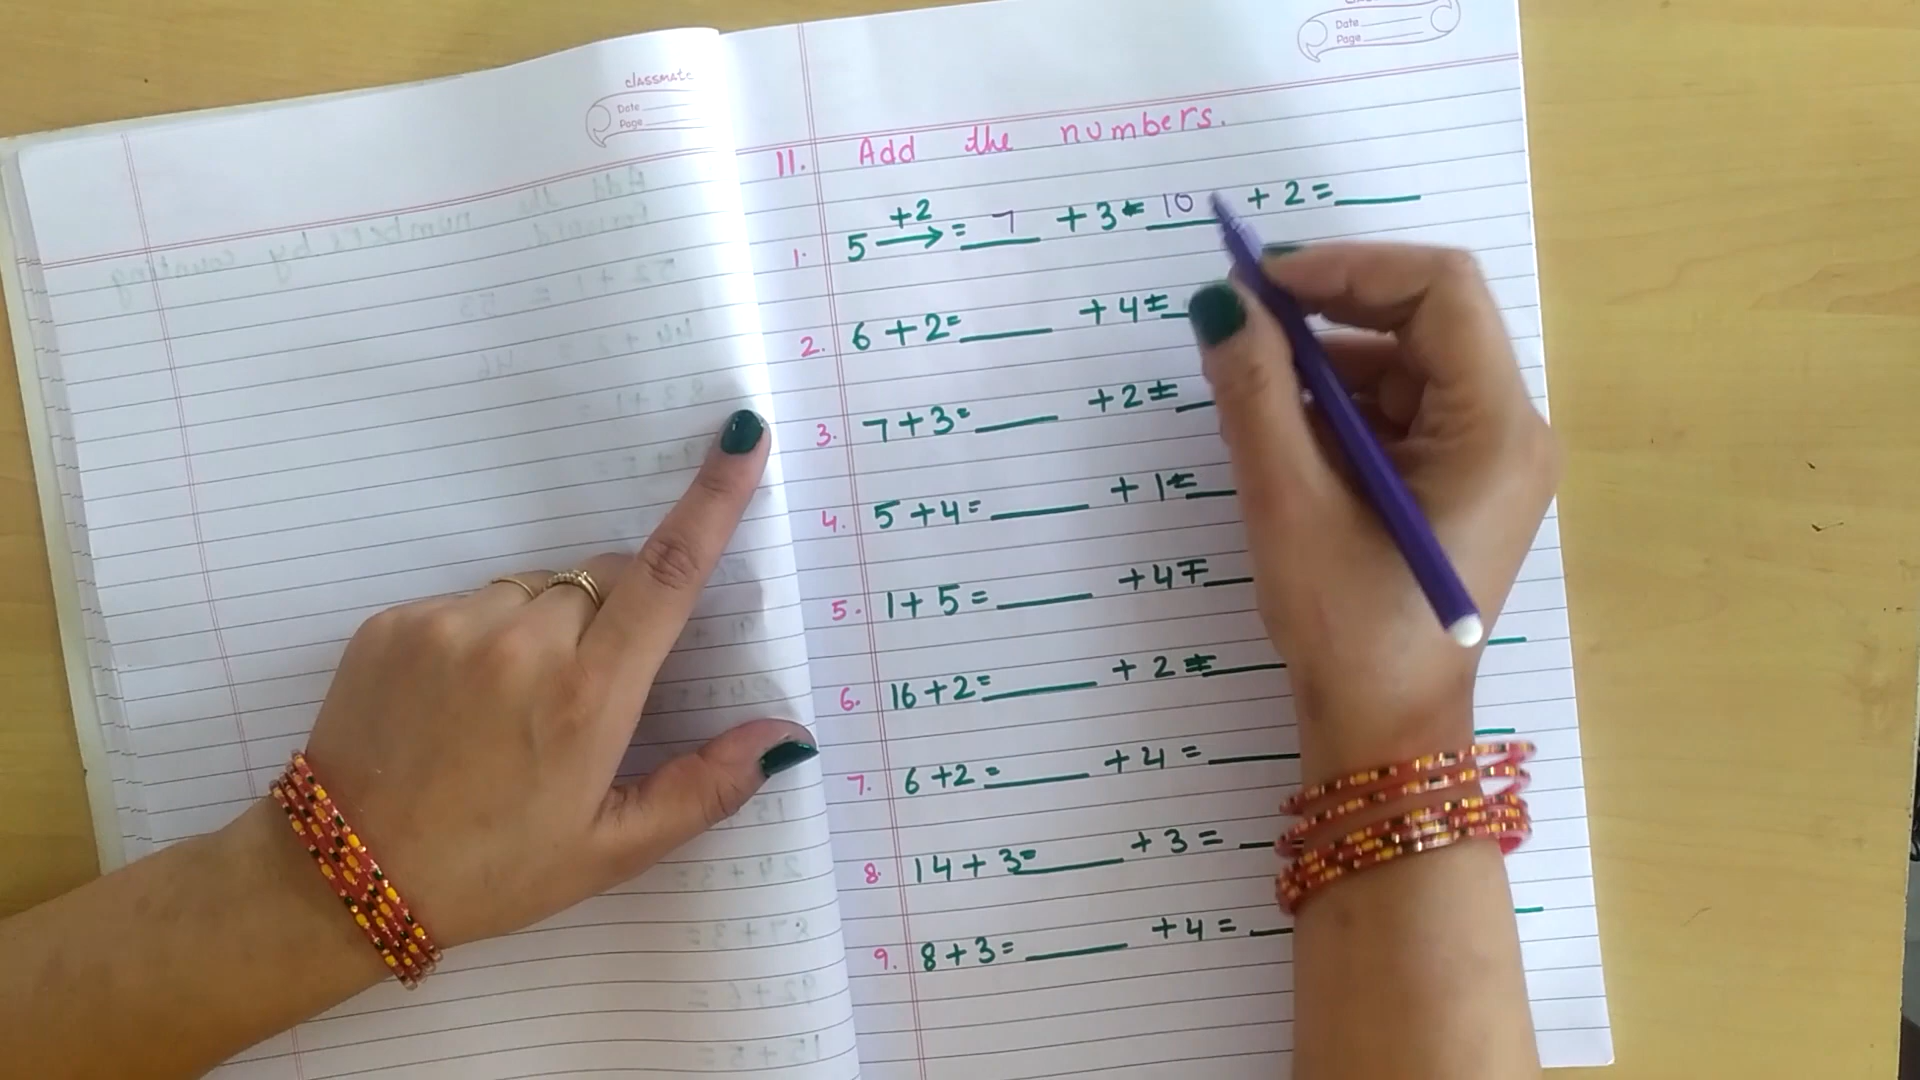 classmate
Date
Page
Date
Page
11. Add the numbers.
1. 5 +2 → = 7 + 3 = 10 + 2 =
2. 6 + 2 = + 4 =
3. 7 + 3 = + 2 =
4. 5 + 4 = + 1 =
5. 1 + 5 = + 4 =
6. 16 + 2 = + 2 =
7. 6 + 2 = + 4 =
8. 14 + 3 = + 3 =
9. 8 + 3 = + 4 =